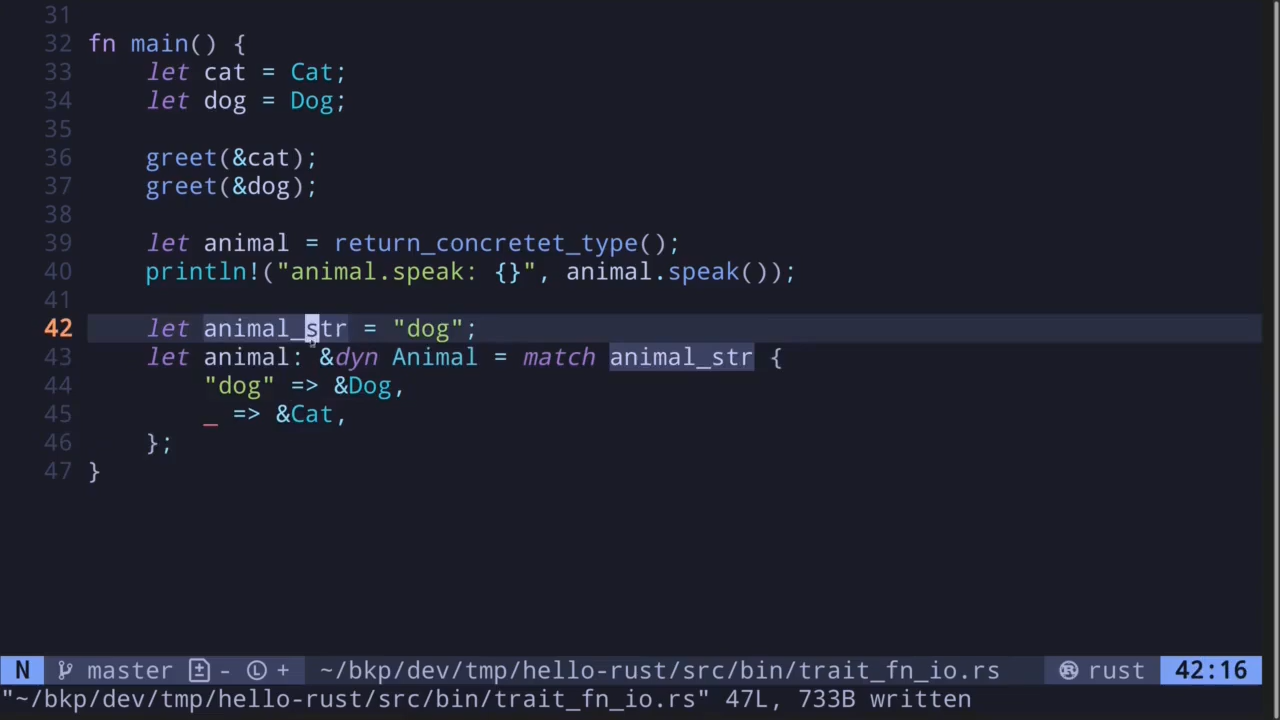 31
32 fn main() {
33     let cat = Cat;
34     let dog = Dog;
35
36     greet(&cat);
37     greet(&dog);
38
39     let animal = return_concretet_type();
40     println!("animal.speak: {}", animal.speak());
41
42     let animal_str = "dog";
43     let animal: &dyn Animal = match animal_str {
44         "dog" => &Dog,
45         _ => &Cat,
46     };
47 }
N master - L + ~/bkp/dev/tmp/hello-rust/src/bin/trait_fn_io.rs rust 42:16
"~/bkp/dev/tmp/hello-rust/src/bin/trait_fn_io.rs" 47L, 733B written